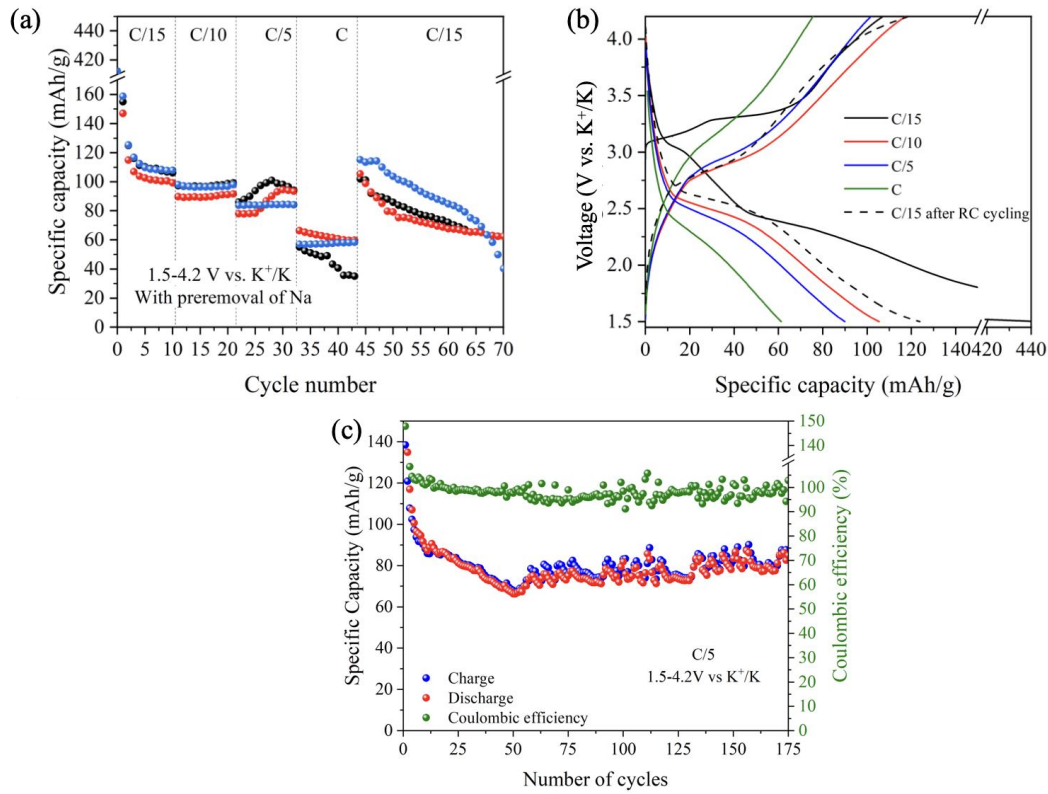 (a)
440
420
160
140
120
100
80
60
40
20
0
C/15
C/10
C/5
C
C/15
1.5-4.2 V vs. K⁺/K
With preremoval of Na
0 5 10 15 20 25 30 35 40 45 50 55 60 65 70
Cycle number
Specific capacity (mAh/g)
(b)
4.0
3.5
3.0
2.5
2.0
1.5
Voltage (V vs. K⁺/K)
C/15
C/10
C/5
C
C/15 after RC cycling
0 20 40 60 80 100 120 140 420 440
Specific capacity (mAh/g)
(c)
140
120
100
80
60
40
20
0
Specific Capacity (mAh/g)
150
140
100
90
80
70
60
50
40
30
20
10
0
Coulombic efficiency (%)
C/5
1.5-4.2V vs K⁺/K
Charge
Discharge
Coulombic efficiency
0 25 50 75 100 125 150 175
Number of cycles